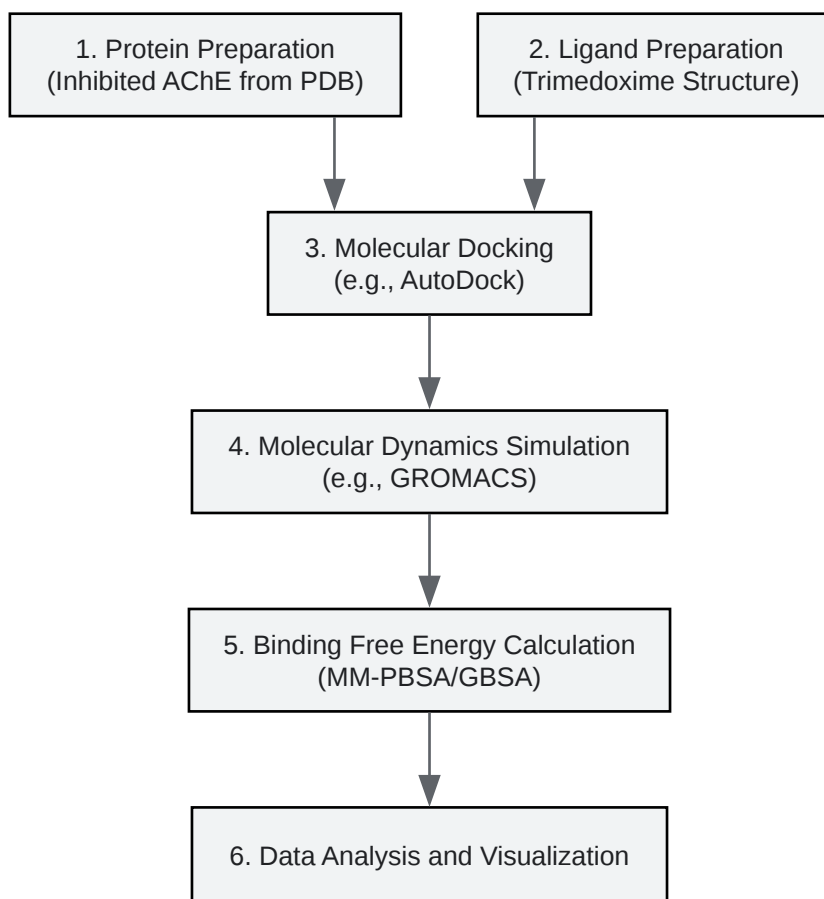 1. Protein Preparation
(Inhibited AChE from PDB)
2. Ligand Preparation
(Trimedoxime Structure)
3. Molecular Docking
(e.g., AutoDock)
4. Molecular Dynamics Simulation
(e.g., GROMACS)
5. Binding Free Energy Calculation
(MM-PBSA/GBSA)
6. Data Analysis and Visualization